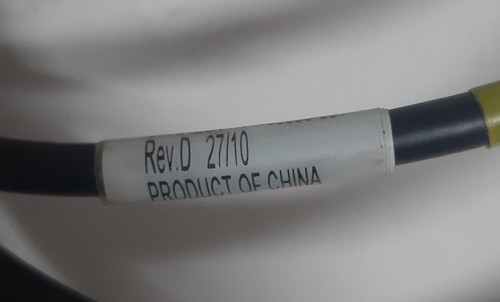 Rev.D 27/10
PRODUCT OF CHINA